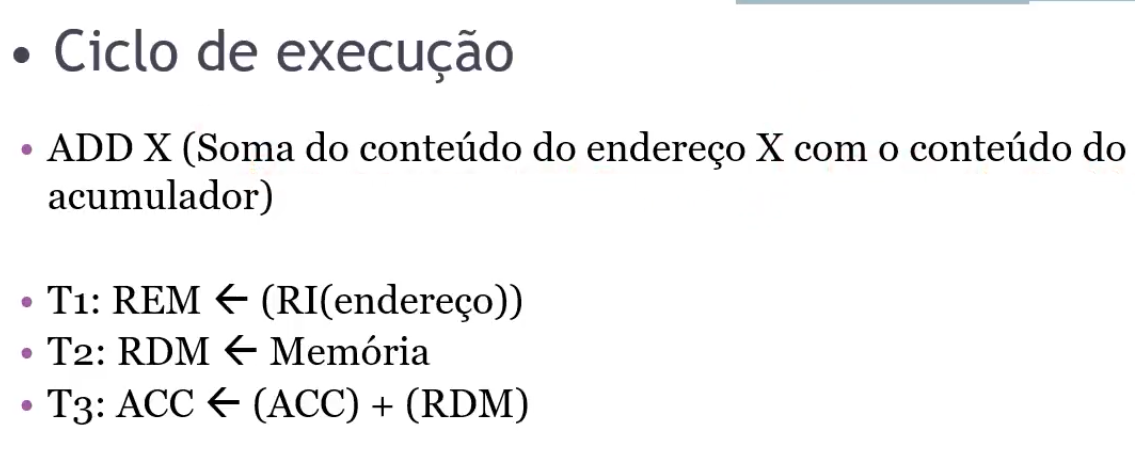 • Ciclo de execução
• ADD X (Soma do conteúdo do endereço X com o conteúdo do
acumulador)
• T1: REM ← (RI(endereço))
• T2: RDM ← Memória
• T3: ACC ← (ACC) + (RDM)